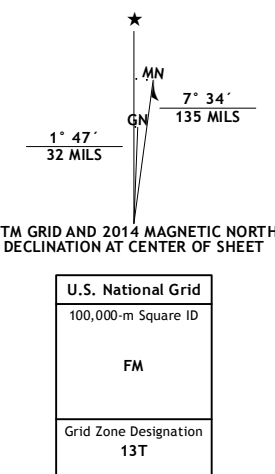 MN
7° 34´
135 MILS
GN
1° 47´
32 MILS
TM GRID AND 2014 MAGNETIC NORTH
DECLINATION AT CENTER OF SHEET
U.S. National Grid
100,000-m Square ID
FM
Grid Zone Designation
13T